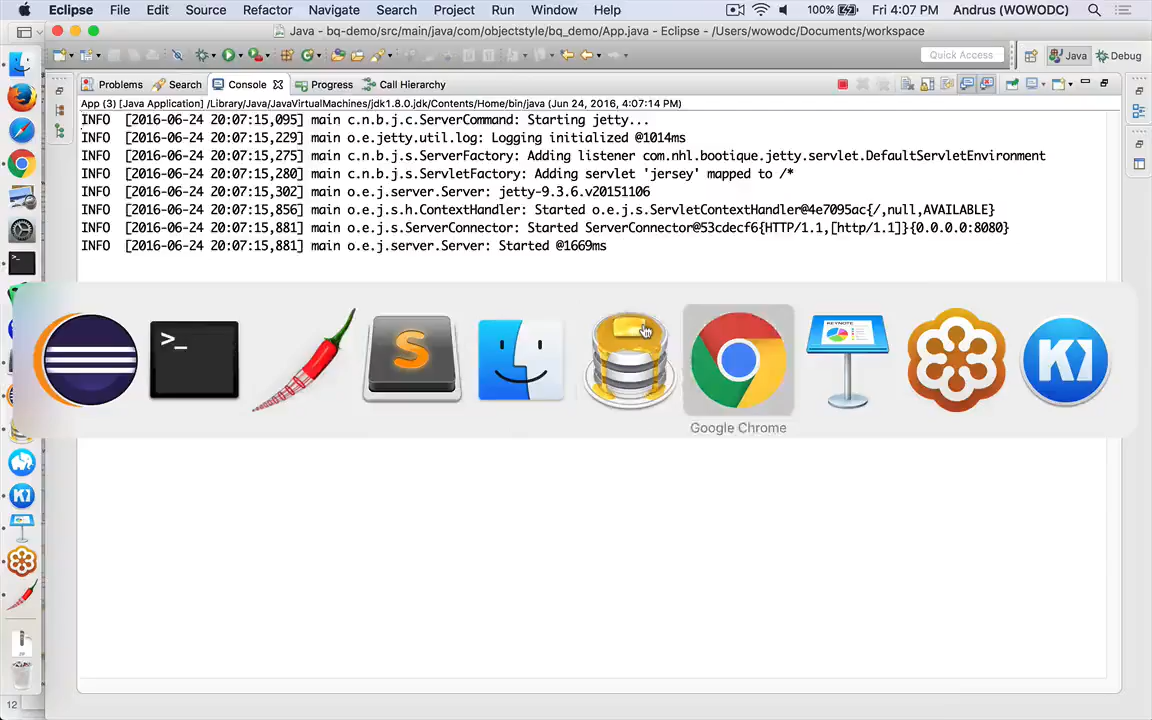 Eclipse File Edit Source Refactor Navigate Search Project Run Window Help 100% Fri 4:07 PM Andrus (WOWODC)
Java - bq-demo/src/main/java/com/objectstyle/bq_demo/App.java - Eclipse - /Users/wowodc/Documents/workspace
Quick Access Java Debug
Problems Search Console Progress Call Hierarchy
App (3) [Java Application] /Library/Java/JavaVirtualMachines/jdk1.8.0.jdk/Contents/Home/bin/java (Jun 24, 2016, 4:07:14 PM)
INFO [2016-06-24 20:07:15,095] main c.n.b.j.c.ServerCommand: Starting jetty...
INFO [2016-06-24 20:07:15,229] main o.e.jetty.util.log: Logging initialized @1014ms
INFO [2016-06-24 20:07:15,275] main c.n.b.j.s.ServerFactory: Adding listener com.nhl.bootique.jetty.servlet.DefaultServletEnvironment
INFO [2016-06-24 20:07:15,280] main c.n.b.j.s.ServletFactory: Adding servlet 'jersey' mapped to /*
INFO [2016-06-24 20:07:15,302] main o.e.j.server.Server: jetty-9.3.6.v20151106
INFO [2016-06-24 20:07:15,856] main o.e.j.s.h.ContextHandler: Started o.e.j.s.ServletContextHandler@4e7095ac{/,null,AVAILABLE}
INFO [2016-06-24 20:07:15,881] main o.e.j.s.ServerConnector: Started ServerConnector@53cdecf6{HTTP/1.1,[http/1.1]}{0.0.0.0:8080}
INFO [2016-06-24 20:07:15,881] main o.e.j.server.Server: Started @1669ms
>_
S
KEYNOTE
Google Chrome
12